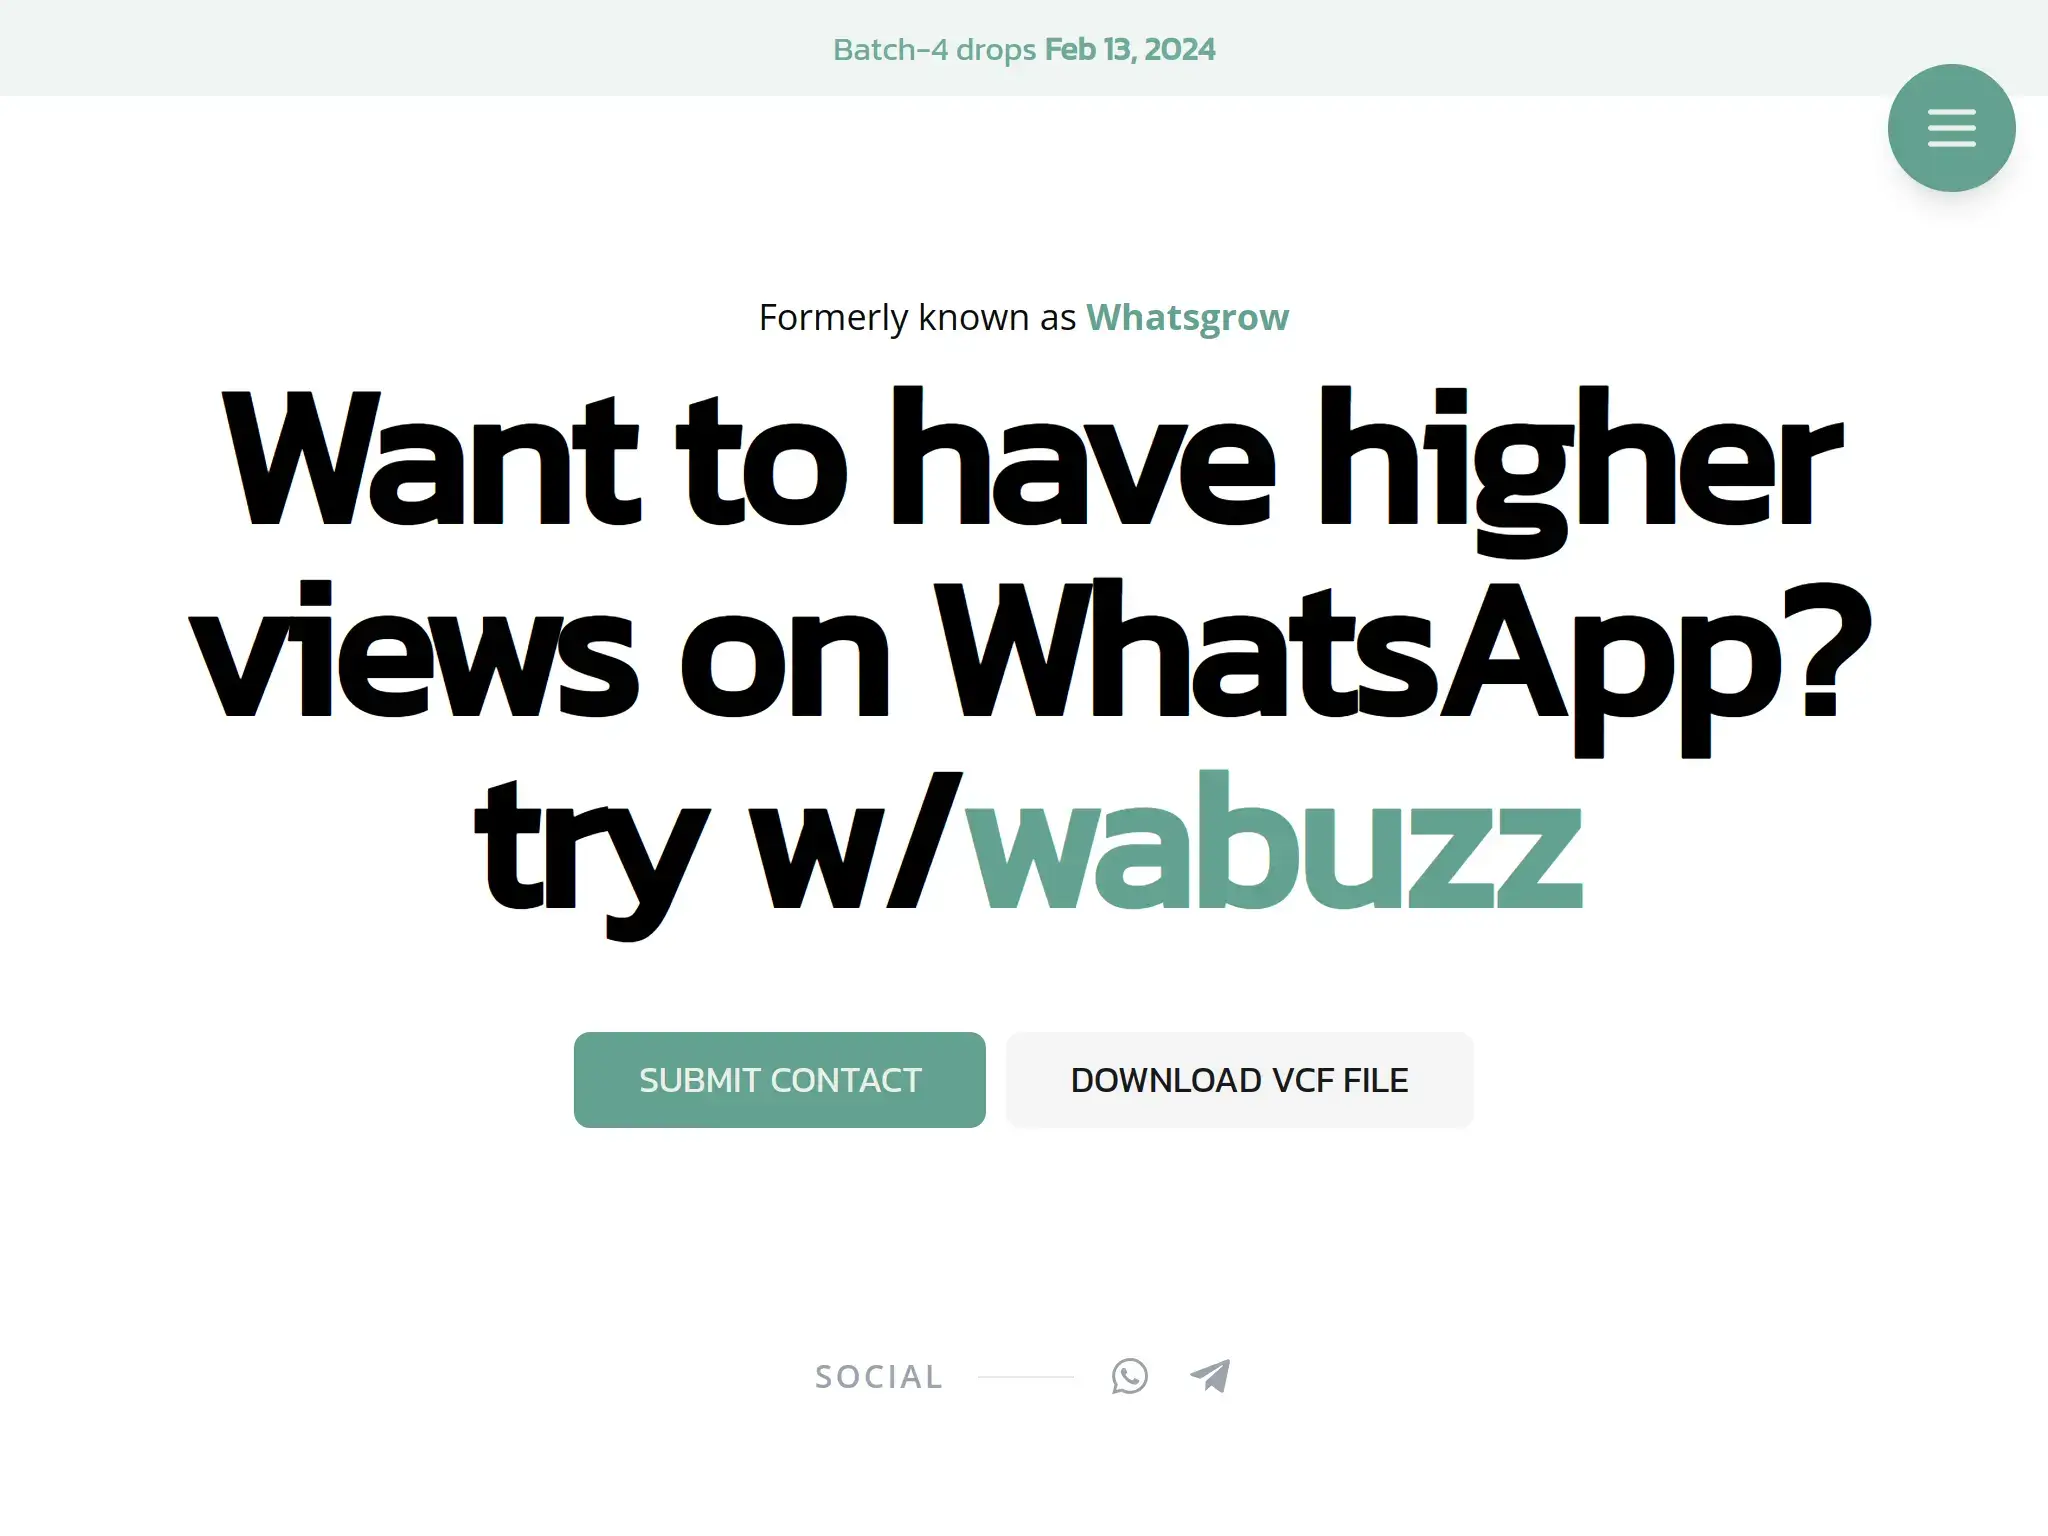 Batch-4 drops Feb 13, 2024
Formerly known as Whatsgrow
Want to have higher
views on WhatsApp?
try w/wabuzz
SUBMIT CONTACT
DOWNLOAD VCF FILE
SOCIAL